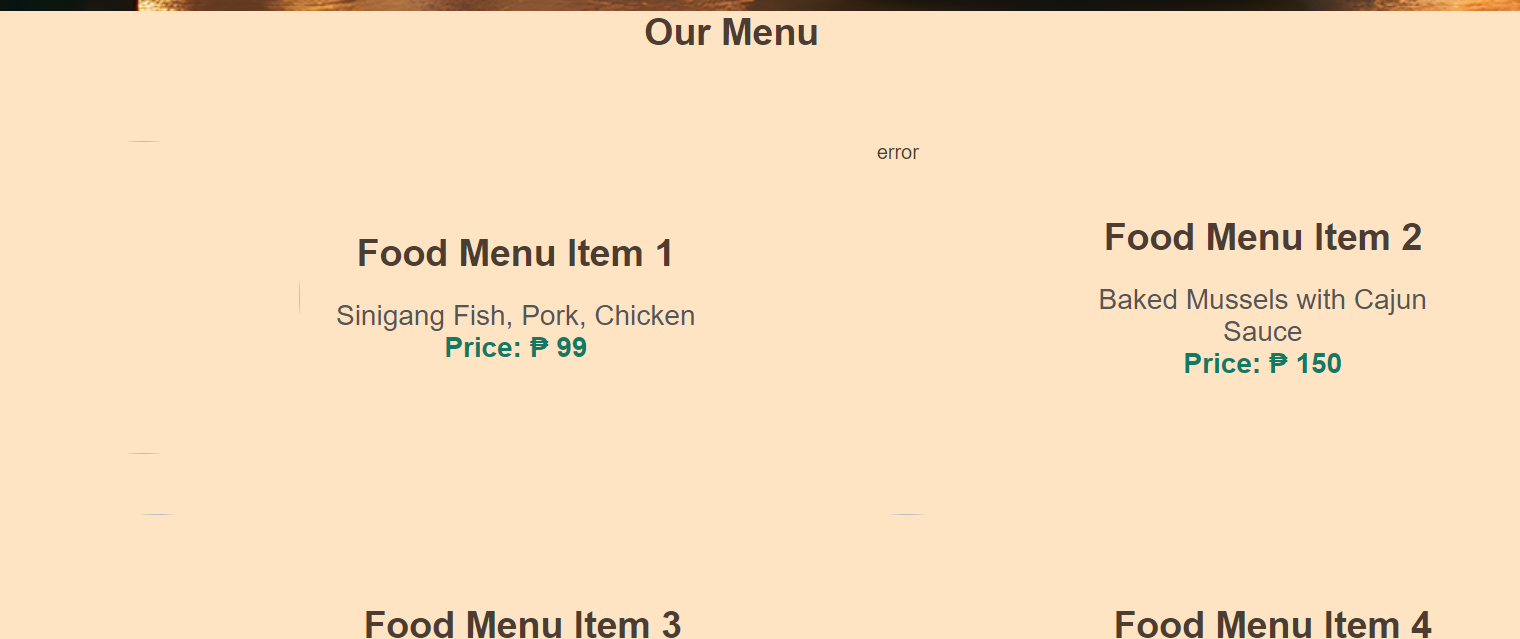 Our Menu
error
Food Menu Item 1
Sinigang Fish, Pork, Chicken
Price: ₱ 99
Food Menu Item 2
Baked Mussels with Cajun
Sauce
Price: ₱ 150
Food Menu Item 3
Food Menu Item 4